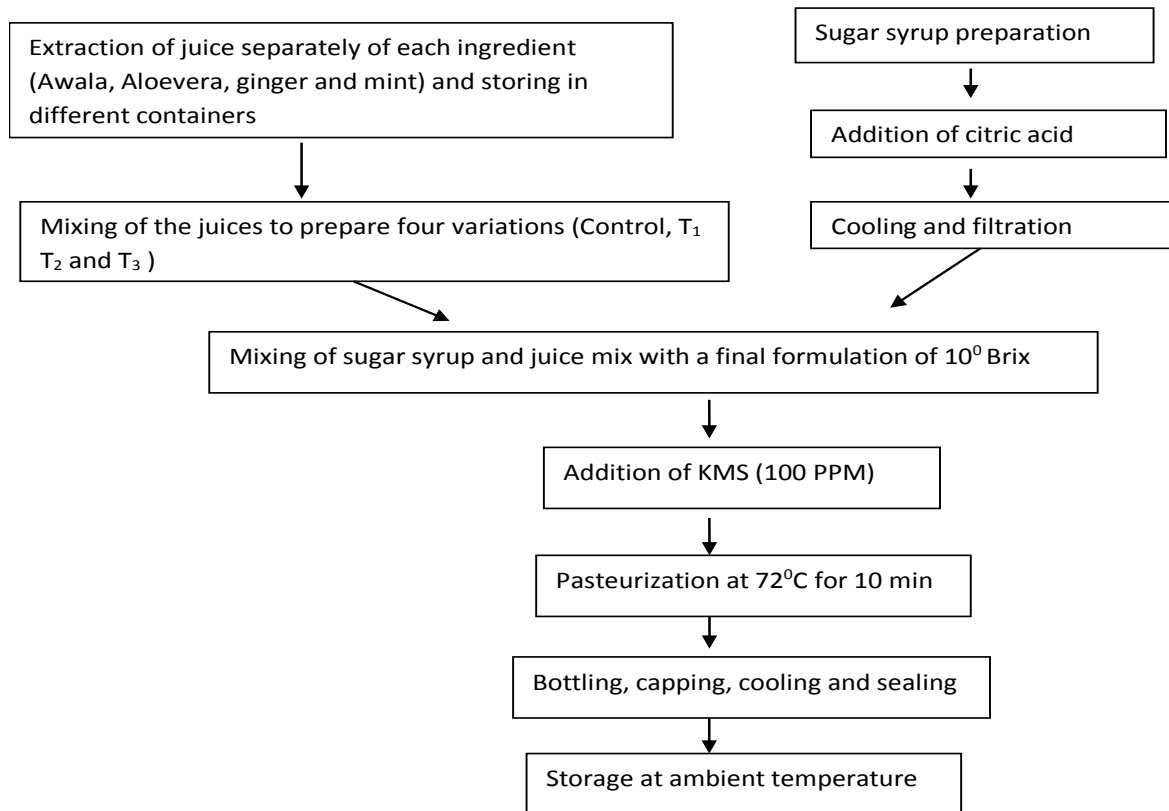 Extraction of juice separately of each ingredient
(Awala, Aloevera, ginger and mint) and storing in
different containers
Mixing of the juices to prepare four variations (Control, T₁
T₂ and T₃ )
Sugar syrup preparation
Addition of citric acid
Cooling and filtration
Mixing of sugar syrup and juice mix with a final formulation of 10⁰ Brix
Addition of KMS (100 PPM)
Pasteurization at 72⁰C for 10 min
Bottling, capping, cooling and sealing
Storage at ambient temperature